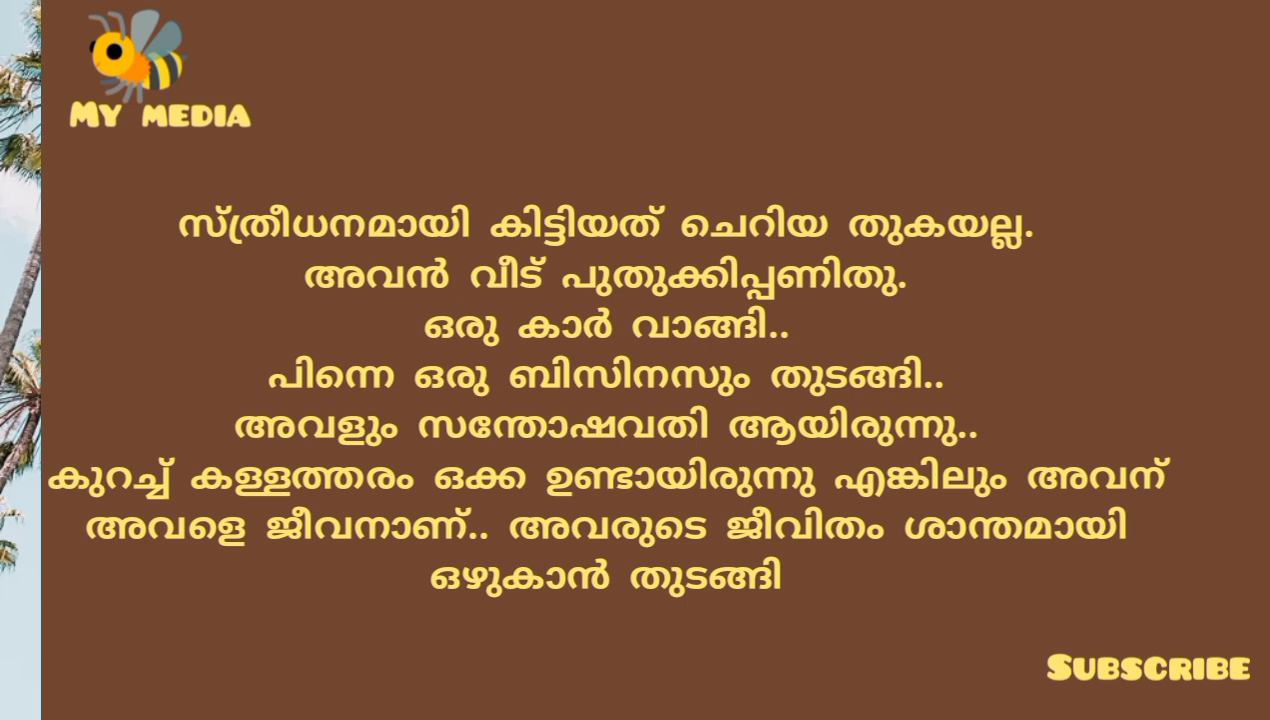 My media
സ്ത്രീധനമായി കിട്ടിയത് ചെറിയ തുകയല്ല.
അവൻ വീട് പുതുക്കിപ്പണിതു.
ഒരു കാർ വാങ്ങി..
പിന്നെ ഒരു ബിസിനസും തുടങ്ങി..
അവളും സന്തോഷവതി ആയിരുന്നു..
കുറച്ച് കള്ളത്തരം ഒക്ക ഉണ്ടായിരുന്നു എങ്കിലും അവന്
അവളെ ജീവനാണ്.. അവരുടെ ജീവിതം ശാന്തമായി
ഒഴുകാൻ തുടങ്ങി
Subscribe